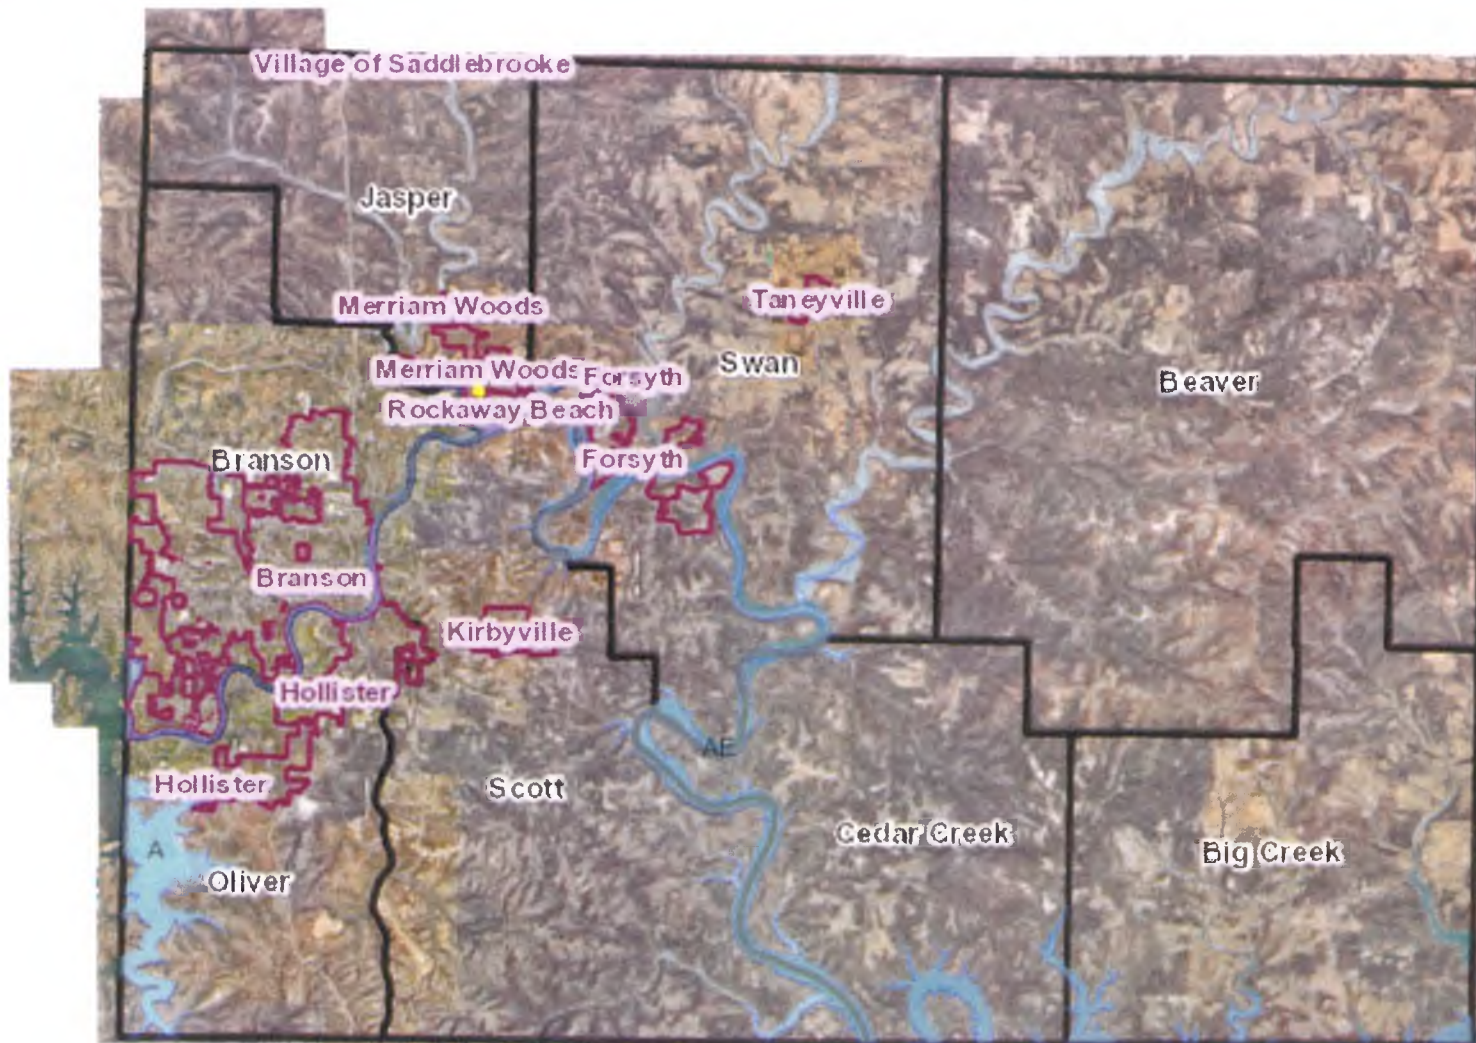 Village of Saddlebrooke
Jasper
Merriam Woods
Taneyville
Swan
Merriam Woods
Forsyth
Beaver
Rockaway Beach
Branson
Forsyth
Branson
Kirbyville
Hollister
AE
Hollister
Scott
Cedar Creek
A
Big Creek
Oliver